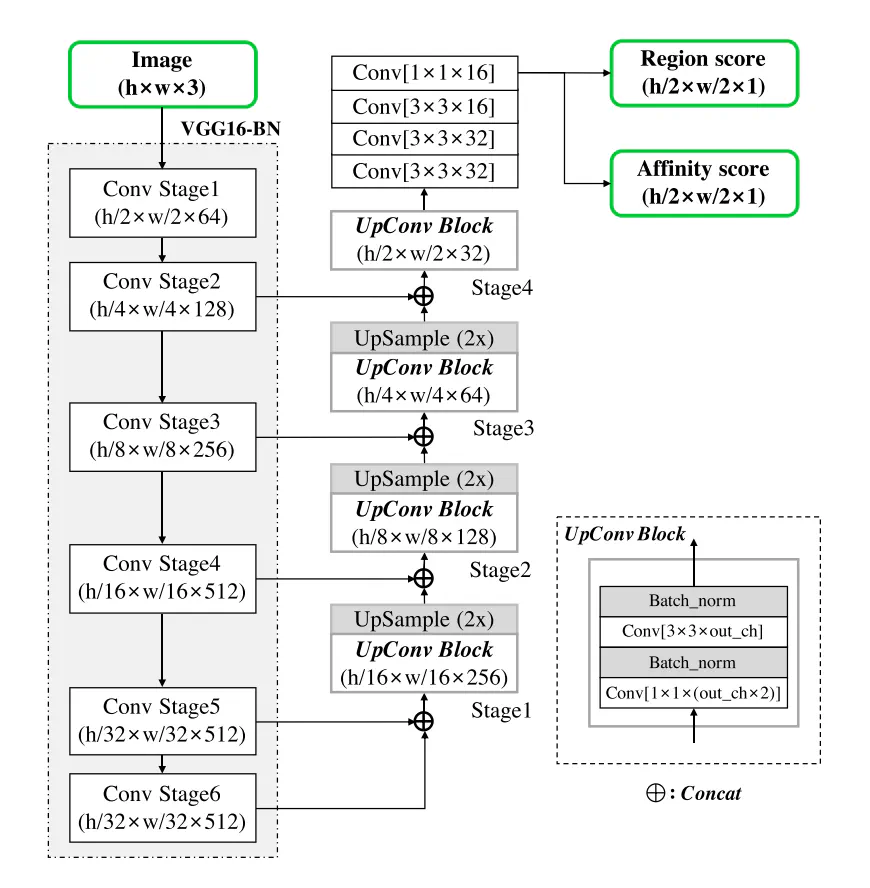 Image
(h×w×3)
VGG16-BN
Conv Stage1
(h/2×w/2×64)
Conv Stage2
(h/4×w/4×128)
Conv Stage3
(h/8×w/8×256)
Conv Stage4
(h/16×w/16×512)
Conv Stage5
(h/32×w/32×512)
Conv Stage6
(h/32×w/32×512)
Conv[1×1×16]
Conv[3×3×16]
Conv[3×3×32]
Conv[3×3×32]
UpConv Block
(h/2×w/2×32)
Stage4
UpSample (2x)
UpConv Block
(h/4×w/4×64)
Stage3
UpSample (2x)
UpConv Block
(h/8×w/8×128)
Stage2
UpSample (2x)
UpConv Block
(h/16×w/16×256)
Stage1
Region score
(h/2×w/2×1)
Affinity score
(h/2×w/2×1)
UpConv Block
Batch_norm
Conv[3×3×out_ch]
Batch_norm
Conv[1×1×(out_ch×2)]
⊕: Concat